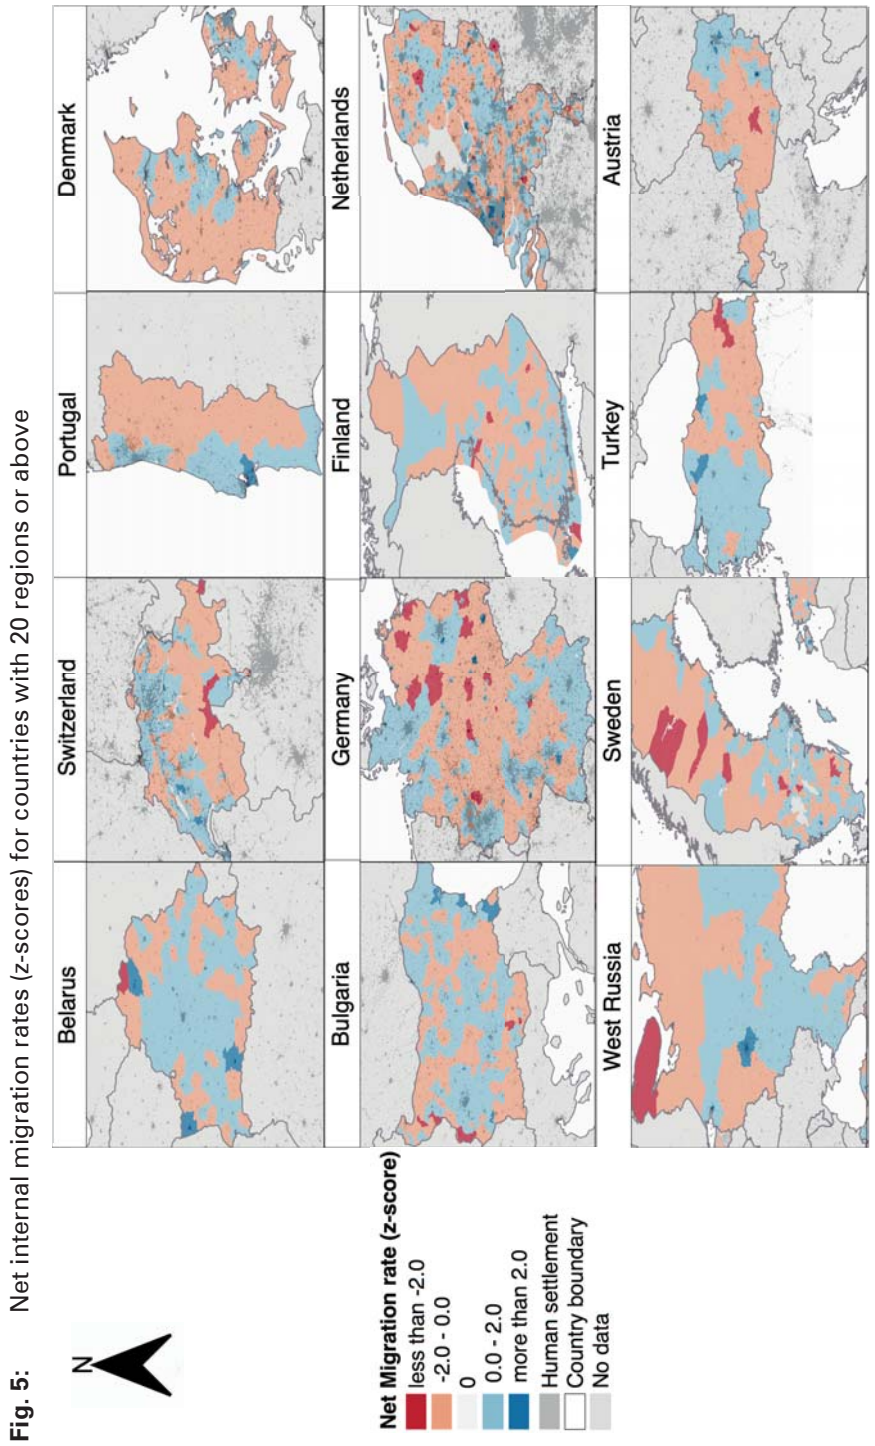 Fig. 5: Net internal migration rates (z-scores) for countries with 20 regions or above
N
Net Migration rate (z-score)
less than -2.0
-2.0 - 0.0
0
0.0 - 2.0
more than 2.0
Human settlement
Country boundary
No data
Belarus
Switzerland
Portugal
Denmark
Bulgaria
Germany
Finland
Netherlands
West Russia
Sweden
Turkey
Austria